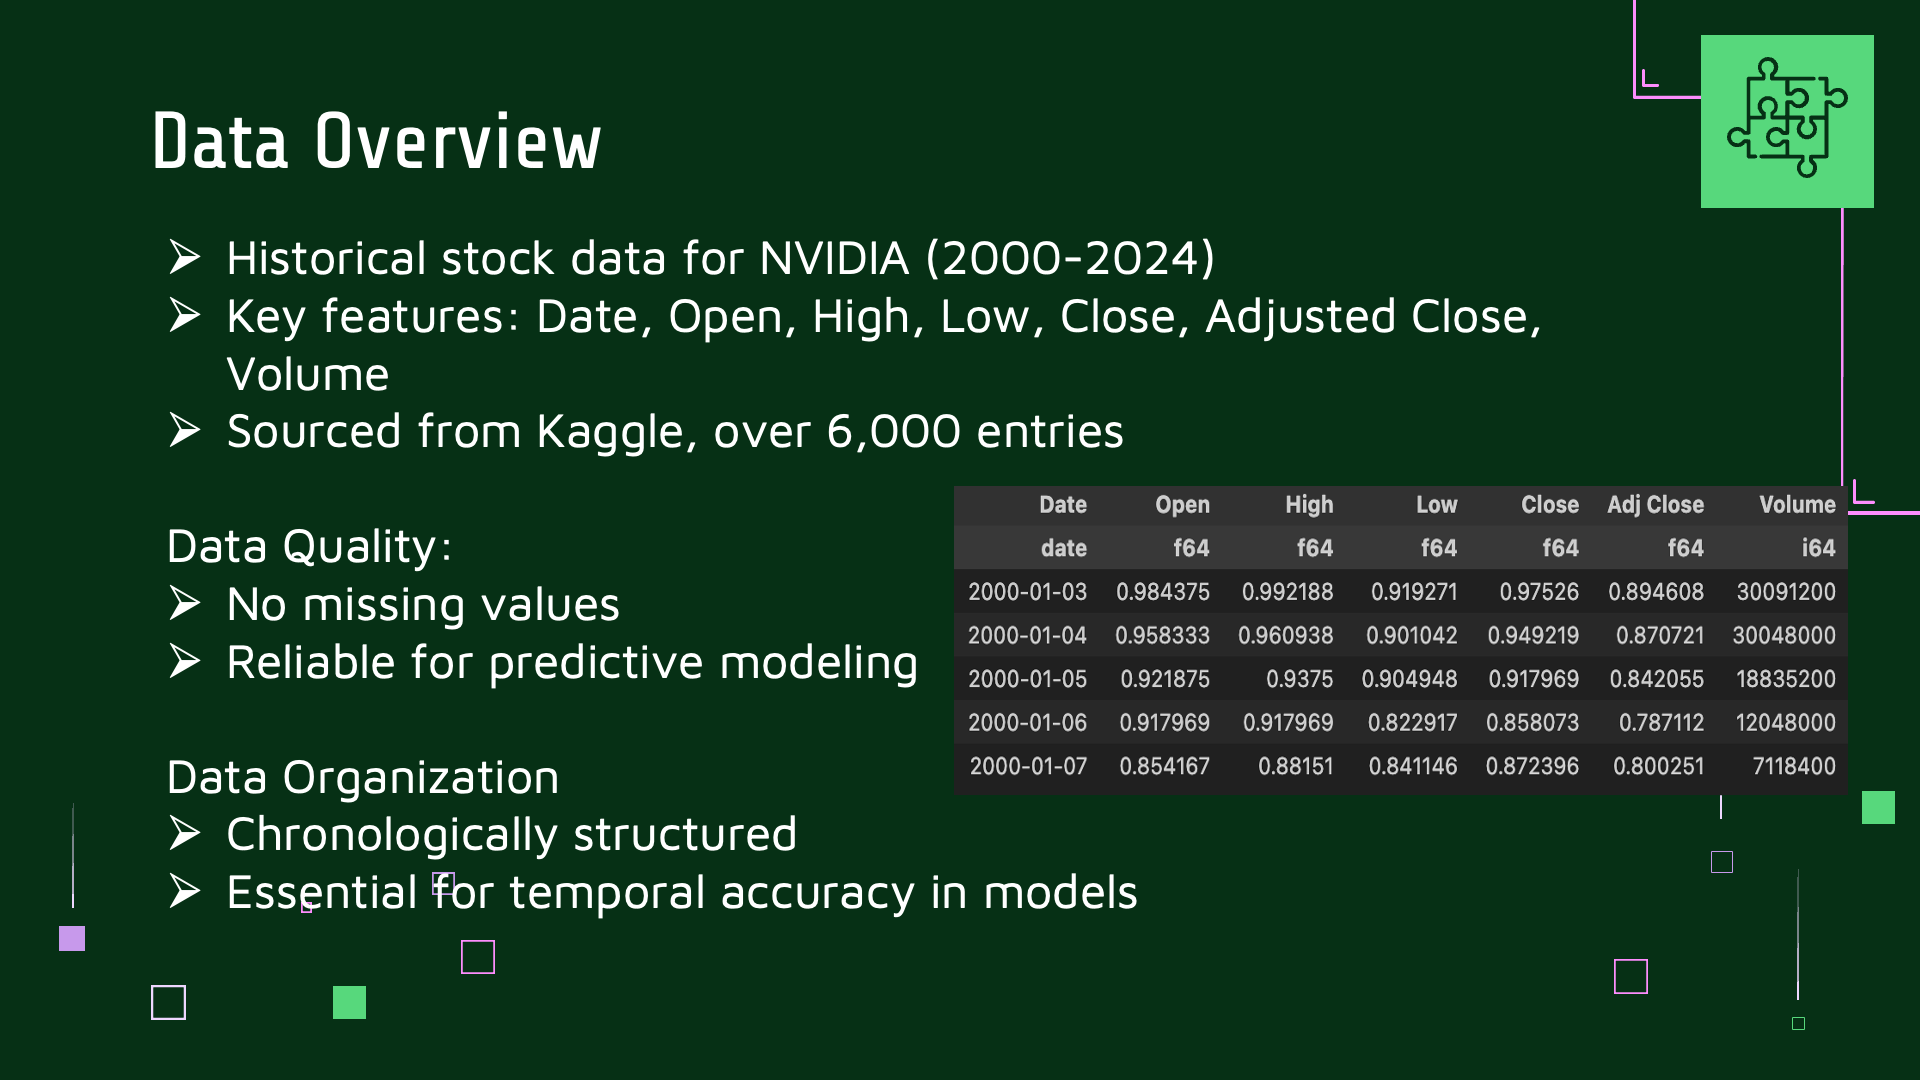 Data Overview
➢ Historical stock data for NVIDIA (2000-2024)
➢ Key features: Date, Open, High, Low, Close, Adjusted Close,
Volume
➢ Sourced from Kaggle, over 6,000 entries
Data Quality:
➢ No missing values
➢ Reliable for predictive modeling
Data Organization
➢ Chronologically structured
➢ Essential for temporal accuracy in models
Date Open High Low Close Adj Close Volume
date f64 f64 f64 f64 f64 i64
2000-01-03 0.984375 0.992188 0.919271 0.97526 0.894608 30091200
2000-01-04 0.958333 0.960938 0.901042 0.949219 0.870721 30048000
2000-01-05 0.921875 0.9375 0.904948 0.917969 0.842055 18835200
2000-01-06 0.917969 0.917969 0.822917 0.858073 0.787112 12048000
2000-01-07 0.854167 0.88151 0.841146 0.872396 0.800251 7118400